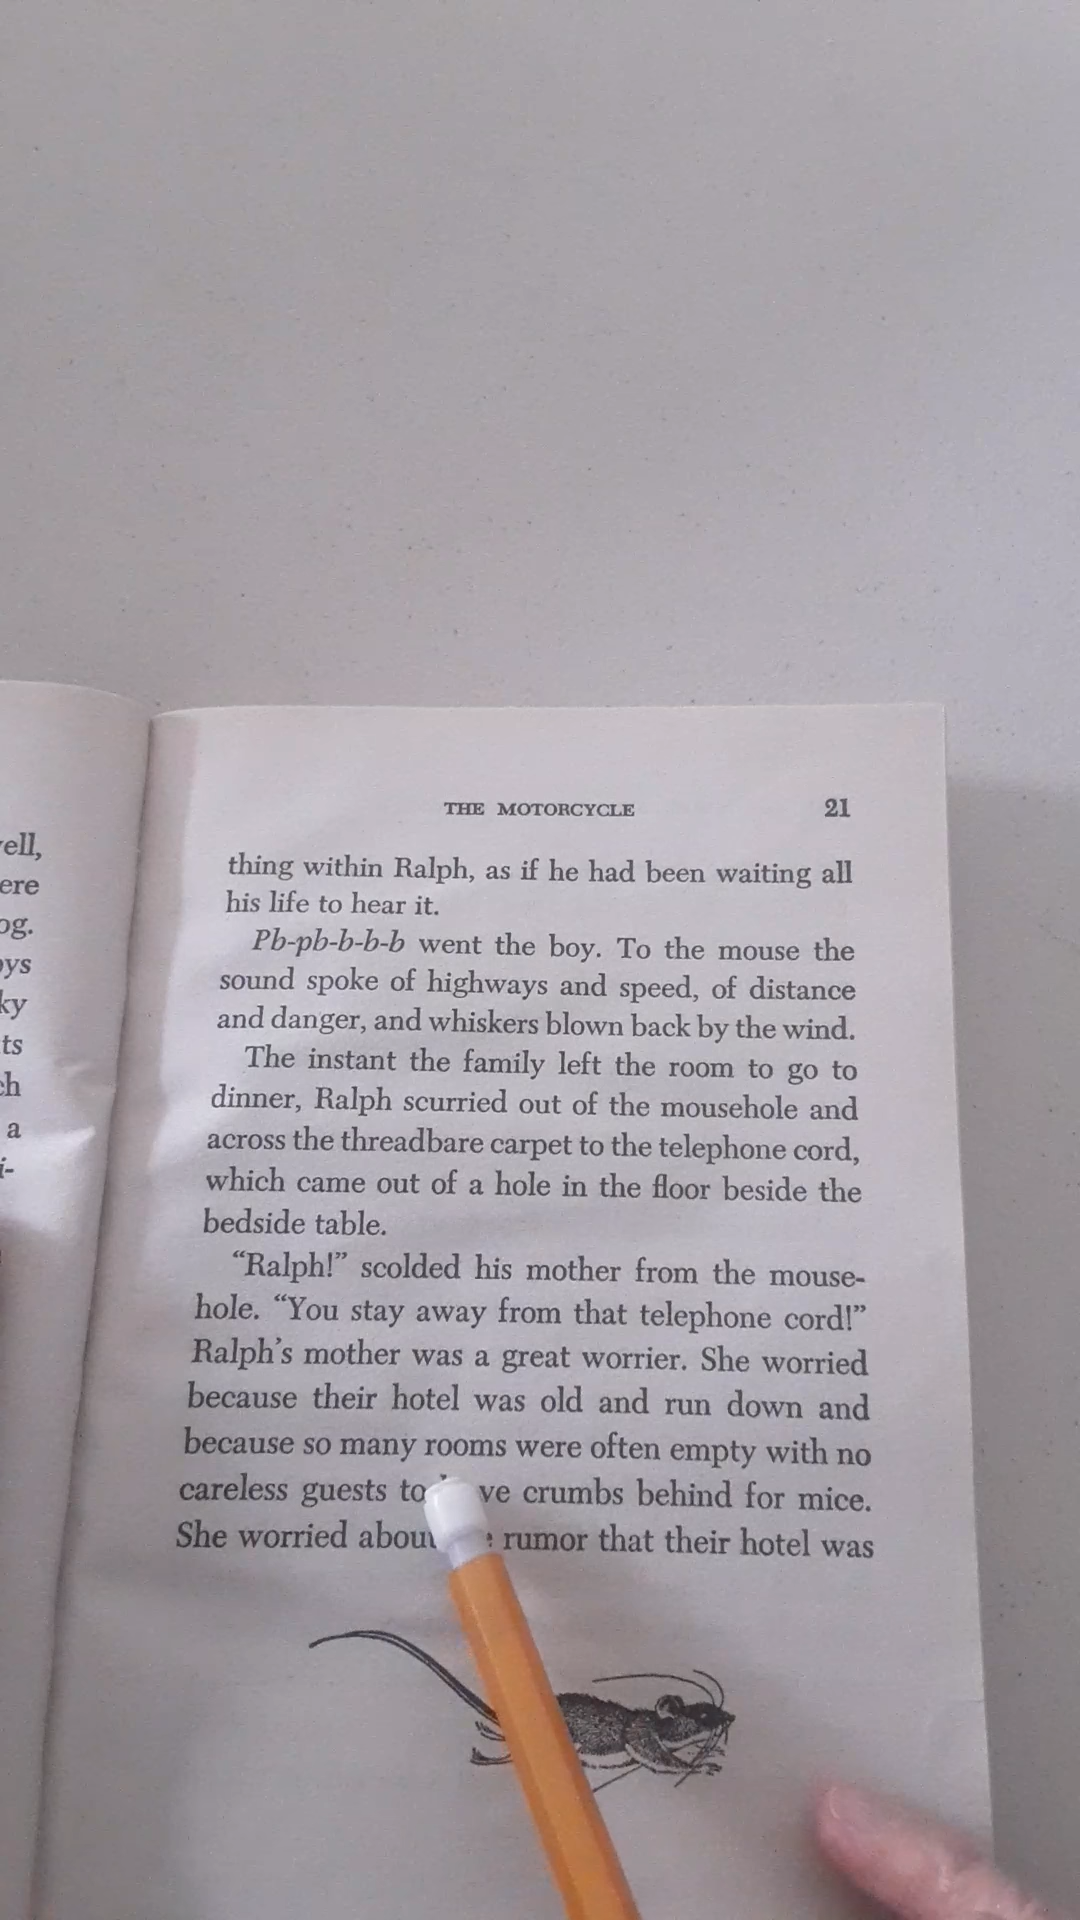 ell,
ere
og.
ys
ky
ts
ch
a
i-
THE MOTORCYCLE 21
thing within Ralph, as if he had been waiting all
his life to hear it.
Pb-pb-b-b-b went the boy. To the mouse the
sound spoke of highways and speed, of distance
and danger, and whiskers blown back by the wind.
The instant the family left the room to go to
dinner, Ralph scurried out of the mousehole and
across the threadbare carpet to the telephone cord,
which came out of a hole in the floor beside the
bedside table.
“Ralph!” scolded his mother from the mouse-
hole. “You stay away from that telephone cord!”
Ralph’s mother was a great worrier. She worried
because their hotel was old and run down and
because so many rooms were often empty with no
careless guests to ve crumbs behind for mice.
She worried about rumor that their hotel was